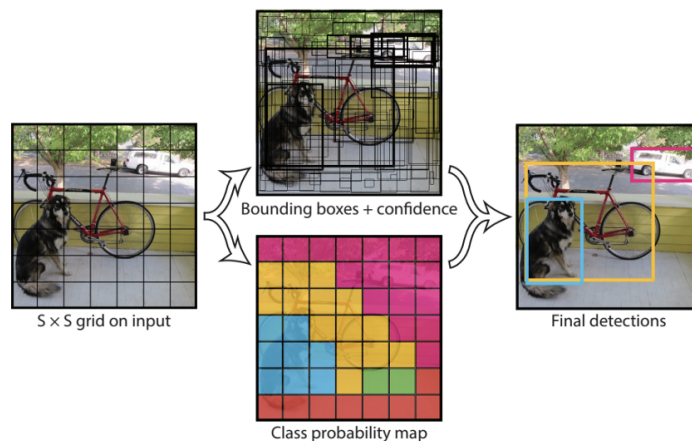 Bounding boxes + confidence
S × S grid on input
Final detections
Class probability map